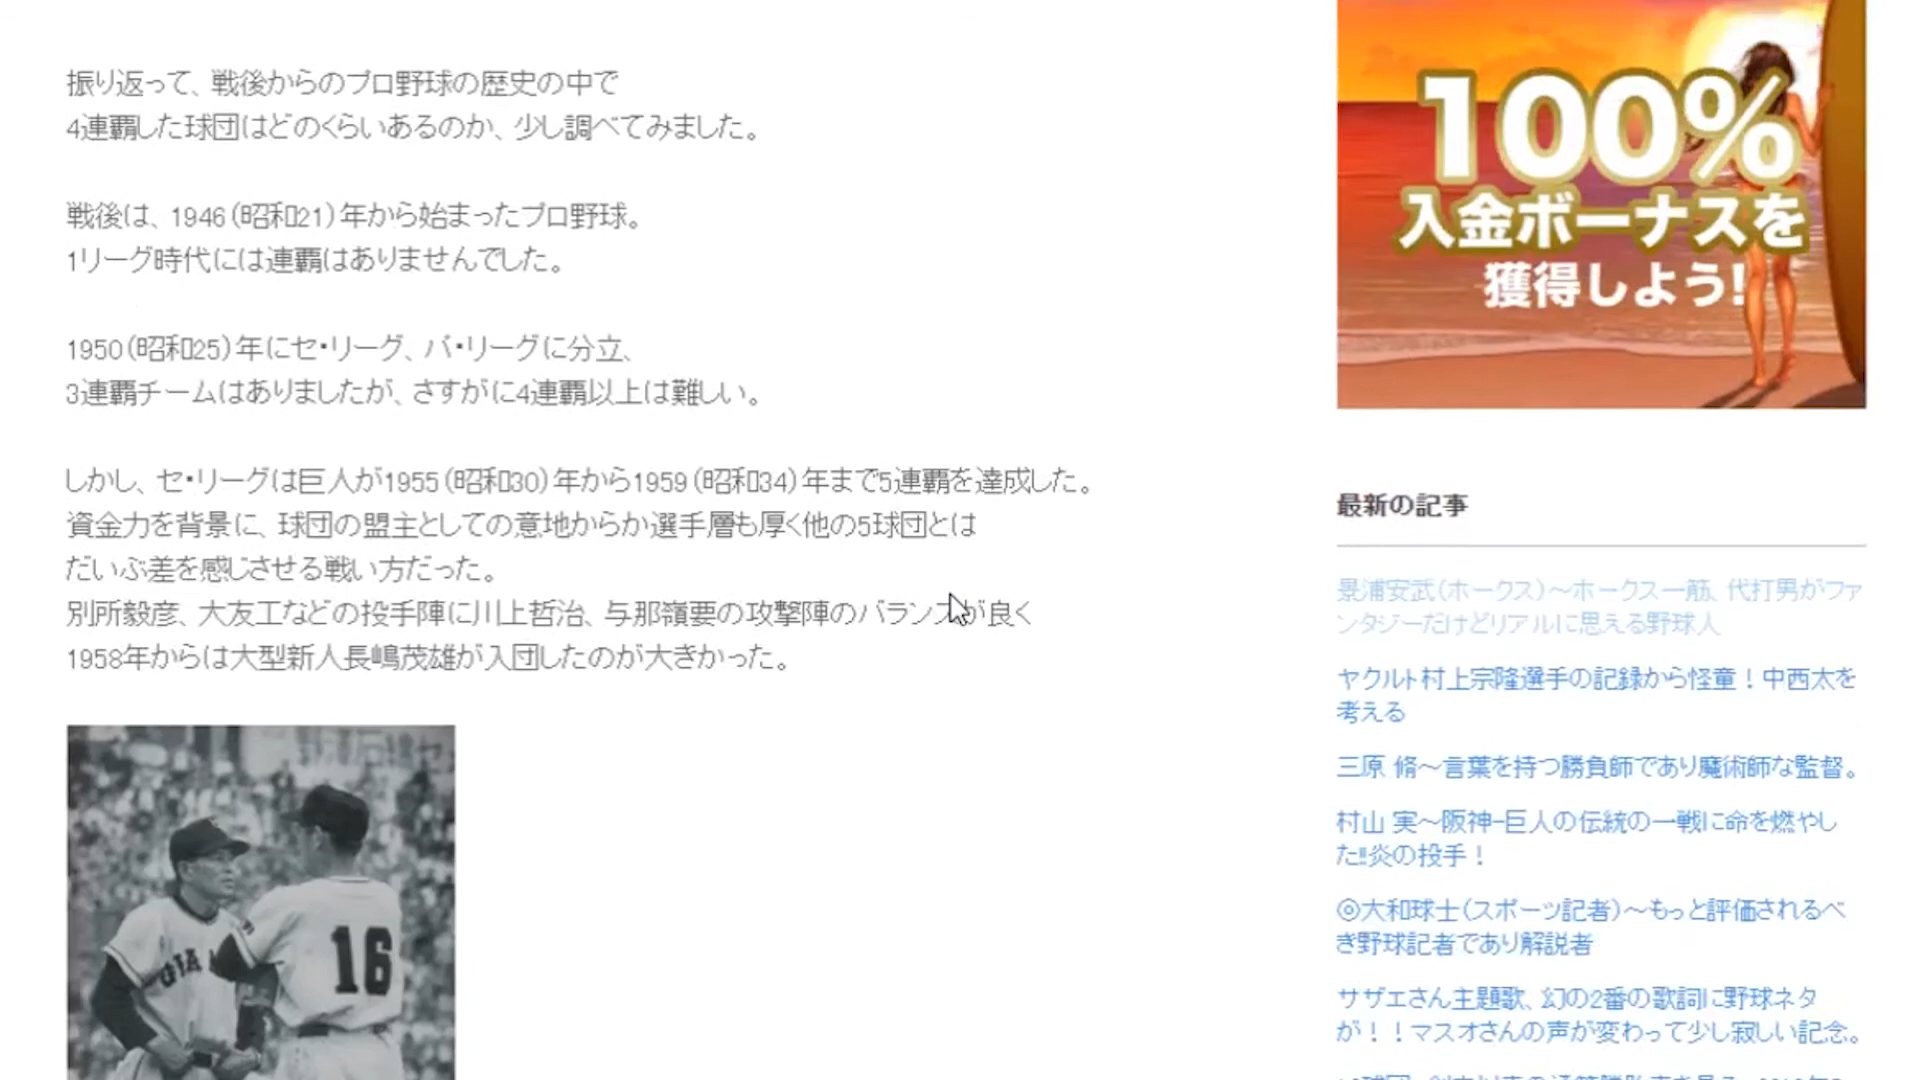 振り返って、戦後からのプロ野球の歴史の中で
4連覇した球団はどのくらいあるのか、少し調べてみました。
戦後は、1946(昭和21)年から始まったプロ野球。
1リーグ時代には連覇はありませんでした。
1950(昭和25)年にセ・リーグ、パ・リーグに分立、
3連覇チームはありましたが、さすがに4連覇以上は難しい。
しかし、セ・リーグは巨人が1955(昭和30)年から1959(昭和34)年まで5連覇を達成した。
資金力を背景に、球団の盟主としての意地からか選手層も厚く他の5球団とは
だいぶ差を感じさせる戦い方だった。
別所毅彦、大友工などの投手陣に川上哲治、与那嶺要の攻撃陣のバランスが良く
1958年からは大型新人長嶋茂雄が入団したのが大きかった。
16
100%
入金ボーナスを
獲得しよう!
最新の記事
景浦安武(ホークス)～ホークス一筋、代打男がファ
ンタジーだけどリアルに思える野球人
ヤクルト村上宗隆選手の記録から怪童！中西太を
考える
三原 脩～言葉を持つ勝負師であり魔術師な監督。
村山 実～阪神-巨人の伝統の一戦に命を燃やし
た!!炎の投手！
◎大和球士(スポーツ記者)～もっと評価されるべ
き野球記者であり解説者
サザエさん主題歌、幻の2番の歌詞に野球ネタ
が！！マスオさんの声が変わって少し寂しい記念。